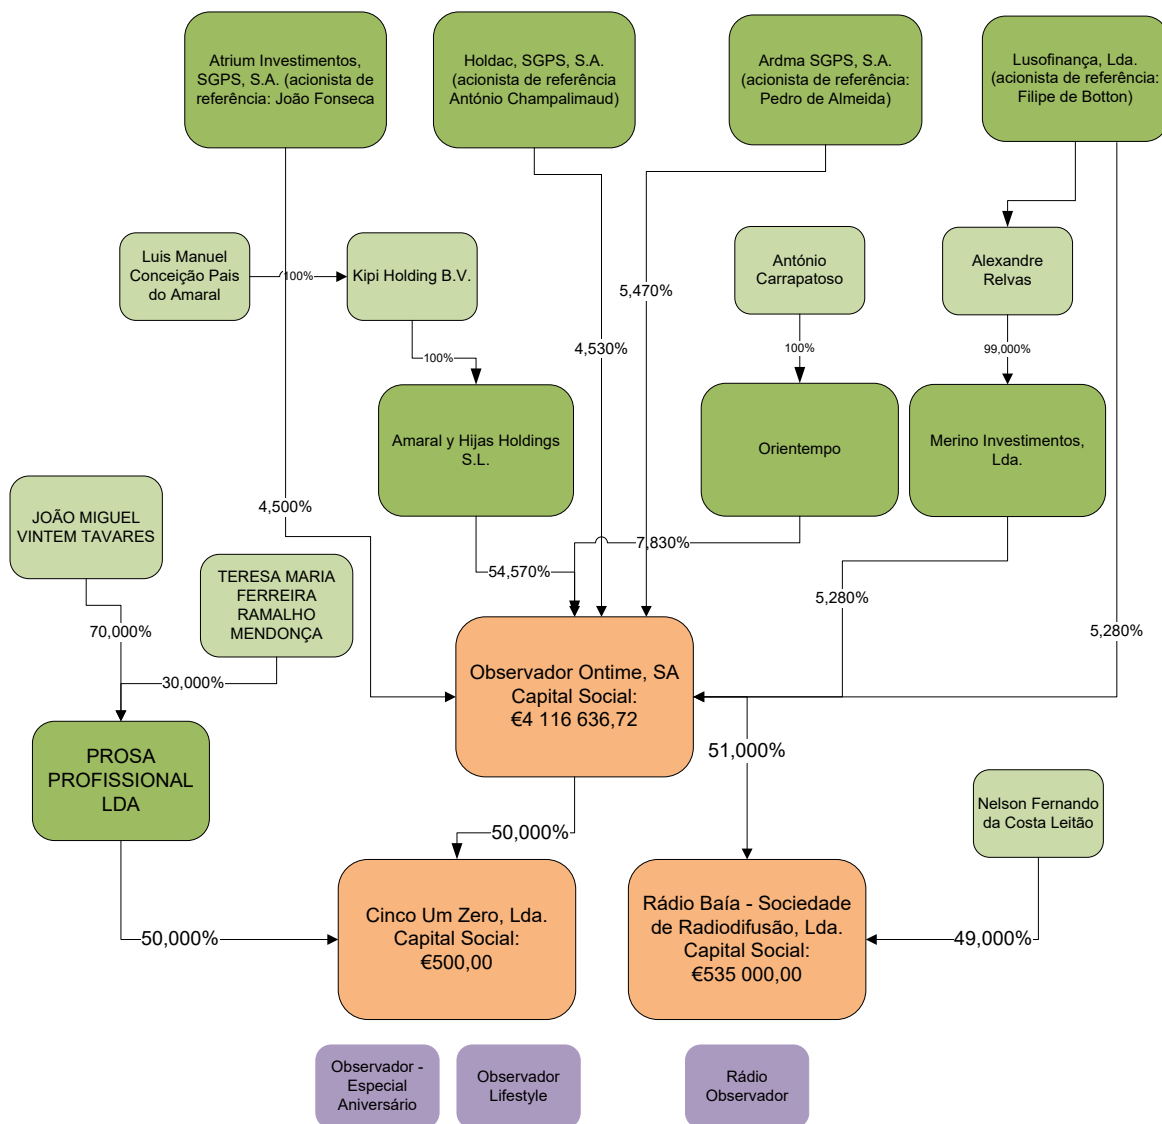 Atrium Investimentos,
SGPS, S.A. (acionista de
referência: João Fonseca
Holdac, SGPS, S.A.
(acionista de referência
António Champalimaud)
Ardma SGPS, S.A.
(acionista de referência:
Pedro de Almeida)
Lusofinança, Lda.
(acionista de referência:
Filipe de Botton)
Luis Manuel
Conceição Pais
do Amaral
100%
Kipi Holding B.V.
António
Carrapatoso
Alexandre
Relvas
5,470%
4,530%
100%
100%
99,000%
Amaral y Hijas Holdings
S.L.
Orientempo
Merino Investimentos,
Lda.
JOÃO MIGUEL
VINTEM TAVARES
4,500%
7,830%
54,570%
TERESA MARIA
FERREIRA
RAMALHO
MENDONÇA
5,280%
5,280%
70,000%
30,000%
Observador Ontime, SA
Capital Social:
€4 116 636,72
PROSA
PROFISSIONAL
LDA
51,000%
50,000%
Nelson Fernando
da Costa Leitão
Cinco Um Zero, Lda.
Capital Social:
€500,00
Rádio Baía - Sociedade
de Radiodifusão, Lda.
Capital Social:
€535 000,00
50,000%
49,000%
Observador -
Especial
Aniversário
Observador
Lifestyle
Rádio
Observador